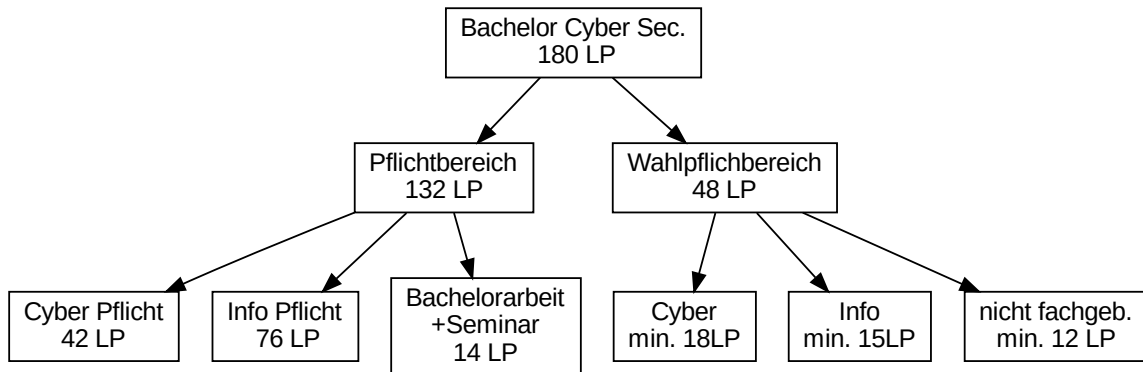 Bachelor Cyber Sec.
180 LP
Pflichtbereich
132 LP
Wahlpflichbereich
48 LP
Cyber Pflicht
42 LP
Info Pflicht
76 LP
Bachelorarbeit
+Seminar
14 LP
Cyber
min. 18LP
Info
min. 15LP
nicht fachgeb.
min. 12 LP